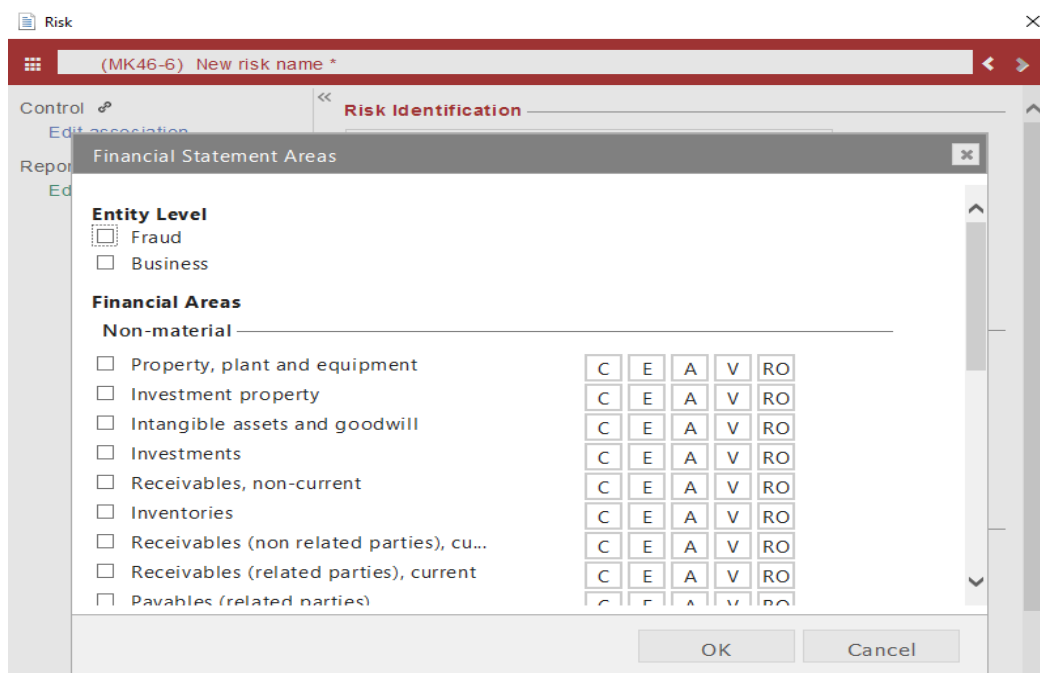 Risk
(MK46-6) New risk name *
Control
Risk Identification
Edit association
Financial Statement Areas
Entity Level
Fraud
Business
Financial Areas
Non-material
Property, plant and equipment C E A V RO
Investment property C E A V RO
Intangible assets and goodwill C E A V RO
Investments C E A V RO
Receivables, non-current C E A V RO
Inventories C E A V RO
Receivables (non related parties), cu... C E A V RO
Receivables (related parties), current C E A V RO
Payables (related parties) C E A V RO
OK Cancel